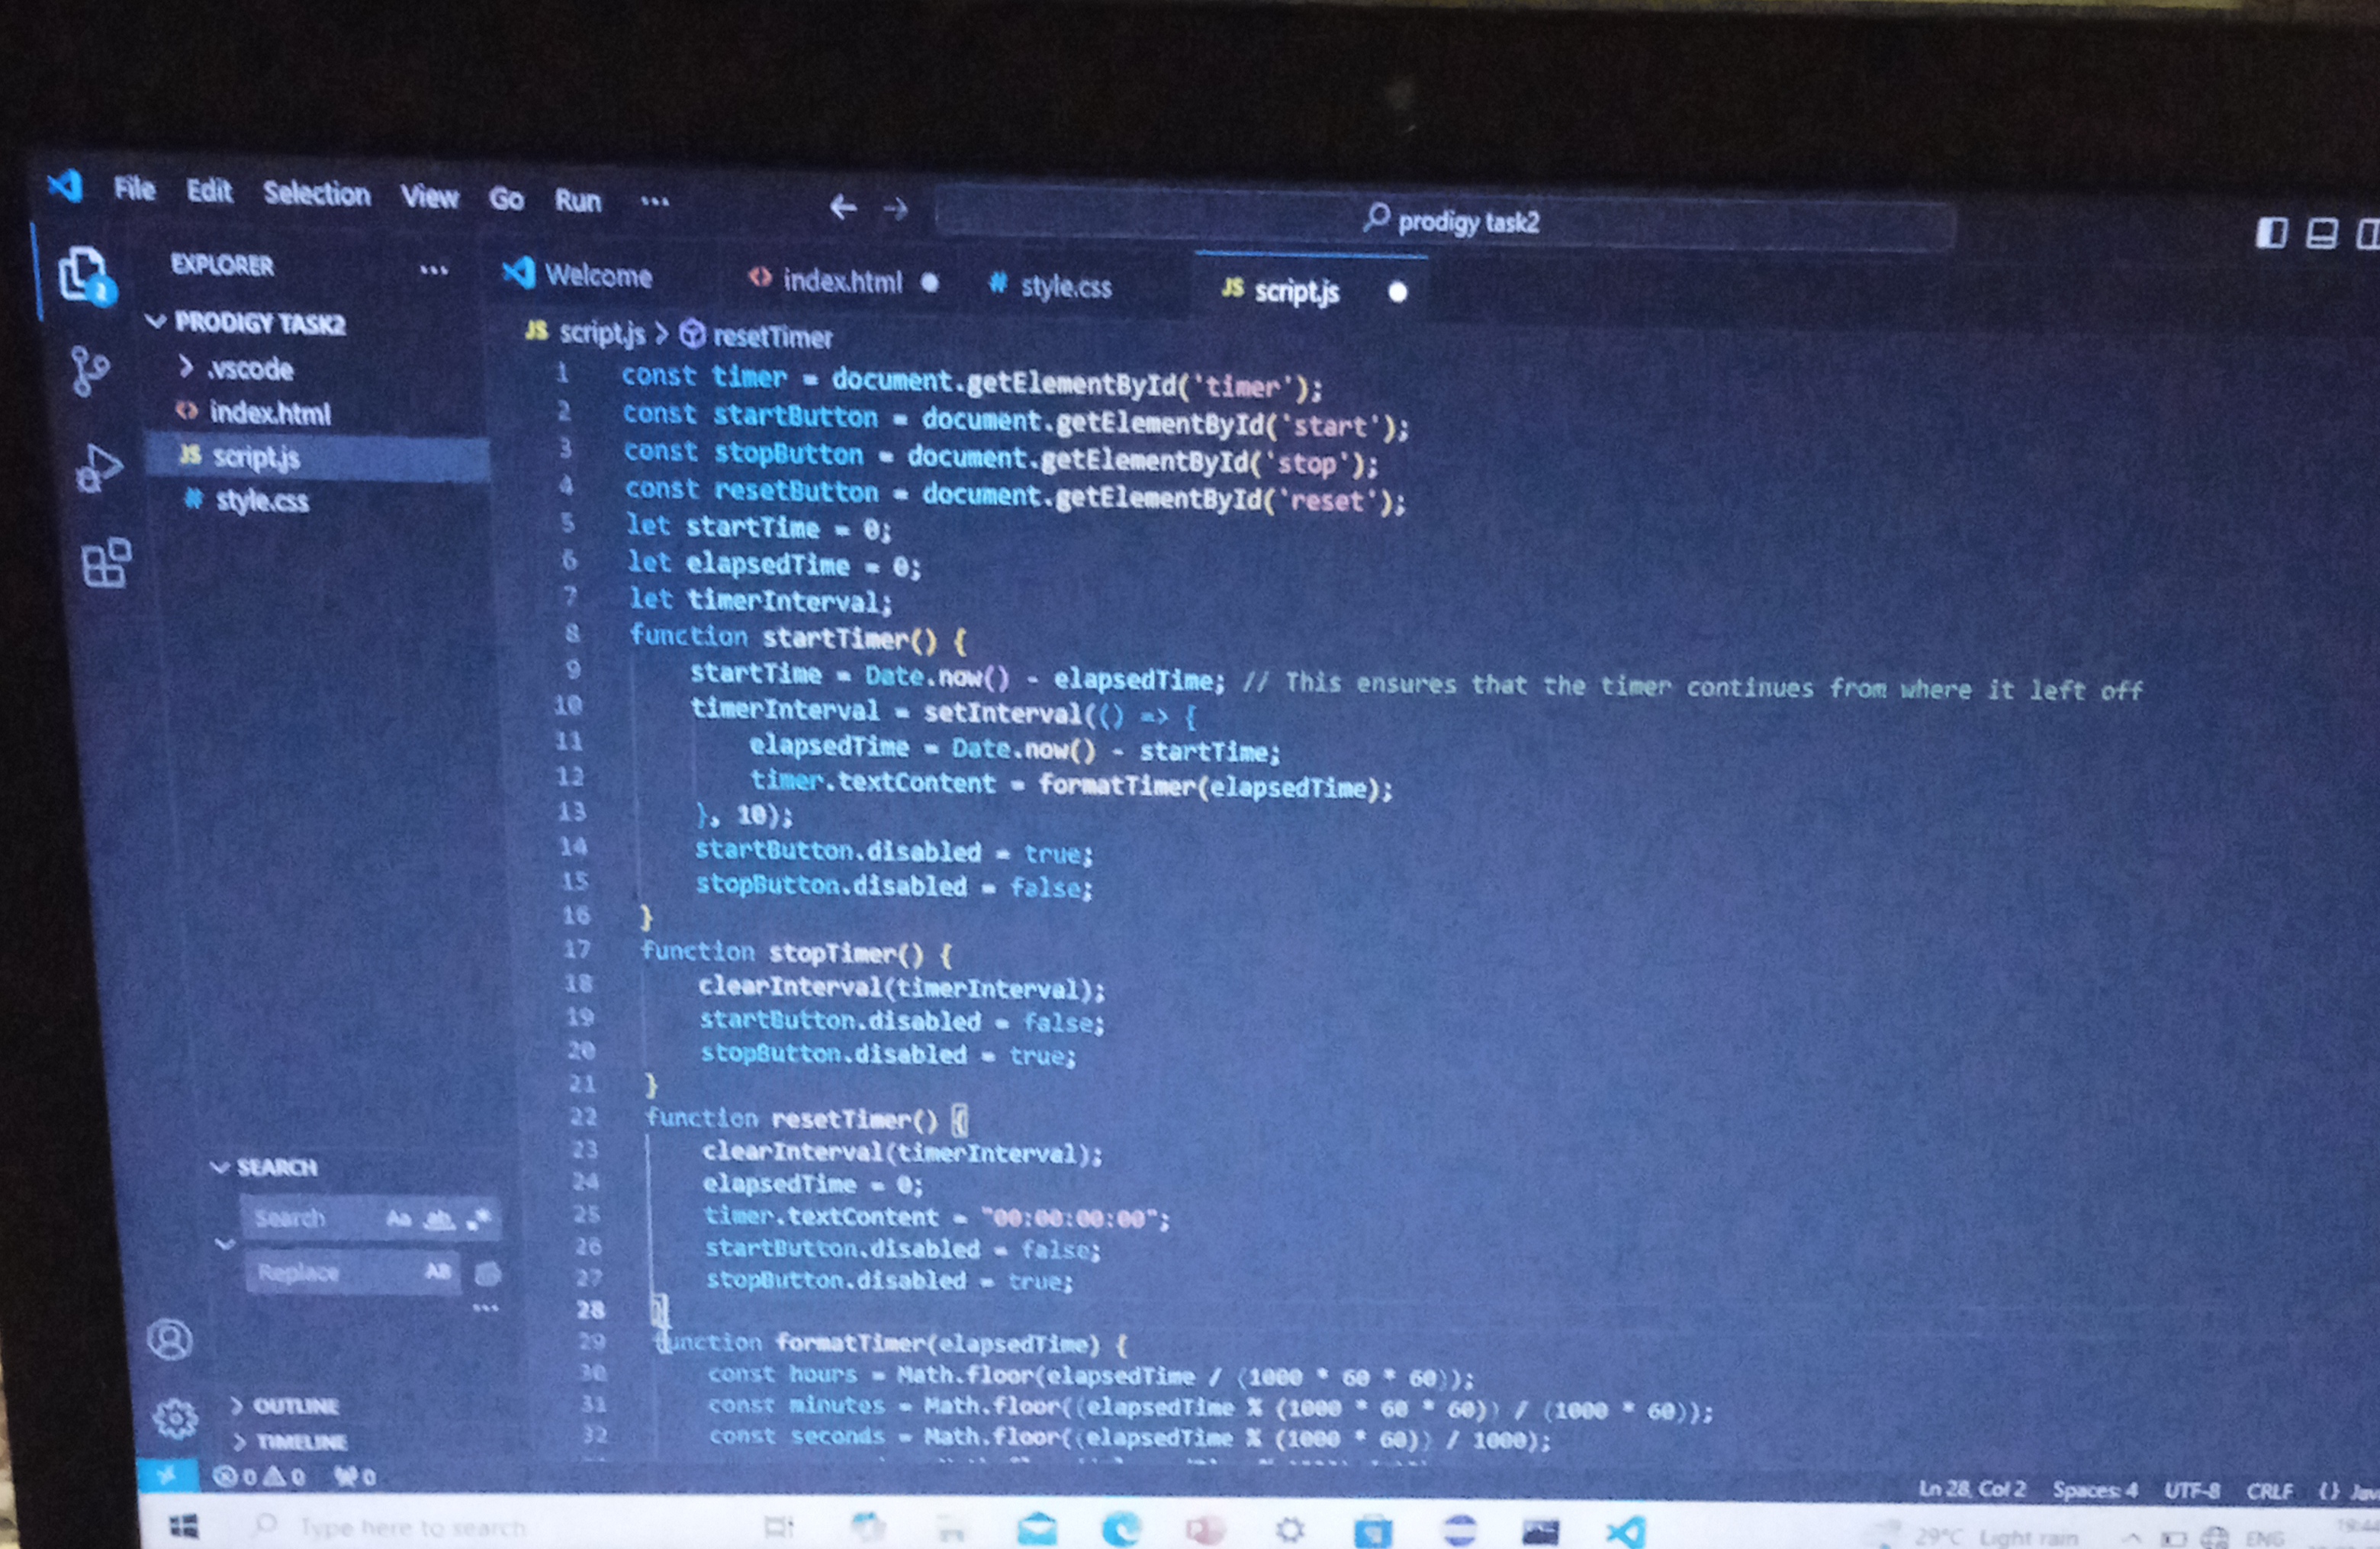 File Edit Selection View Go Run ...
prodigy task2
EXPLORER ...
PRODIGY TASK2
.vscode
index.html
JS script.js
# style.css
Welcome
index.html
# style.css
JS script.js
JS script.js > resetTimer
1 const timer = document.getElementById('timer');
2 const startButton = document.getElementById('start');
3 const stopButton = document.getElementById('stop');
4 const resetButton = document.getElementById('reset');
5 let startTime = 0;
6 let elapsedTime = 0;
7 let timerInterval;
8 function startTimer() {
9 startTime = Date.now() - elapsedTime; // This ensures that the timer continues from where it left off
10 timerInterval = setInterval(() => {
11 elapsedTime = Date.now() - startTime;
12 timer.textContent = formatTimer(elapsedTime);
13 }, 10);
14 startButton.disabled = true;
15 stopButton.disabled = false;
16 }
17 function stopTimer() {
18 clearInterval(timerInterval);
19 startButton.disabled = false;
20 stopButton.disabled = true;
21 }
22 function resetTimer() {
23 clearInterval(timerInterval);
24 elapsedTime = 0;
25 timer.textContent = "00:00:00:00";
26 startButton.disabled = false;
27 stopButton.disabled = true;
28 }
29 function formatTimer(elapsedTime) {
30 const hours = Math.floor(elapsedTime / (1000 * 60 * 60));
31 const minutes = Math.floor((elapsedTime % (1000 * 60 * 60)) / (1000 * 60));
32 const seconds = Math.floor((elapsedTime % (1000 * 60)) / 1000);
SEARCH
Search Aa ab
Replace AB
...
OUTLINE
TIMELINE
0 0 0
Ln 28, Col 2 Spaces: 4 UTF-8 CRLF {}
Type here to search
29°C Light rain ENG